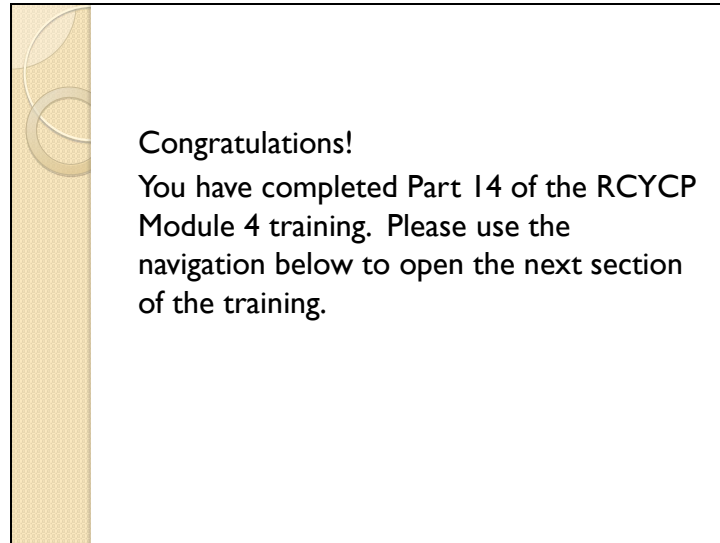 Congratulations!
You have completed Part 14 of the RCYCP
Module 4 training.  Please use the
navigation below to open the next section
of the training.